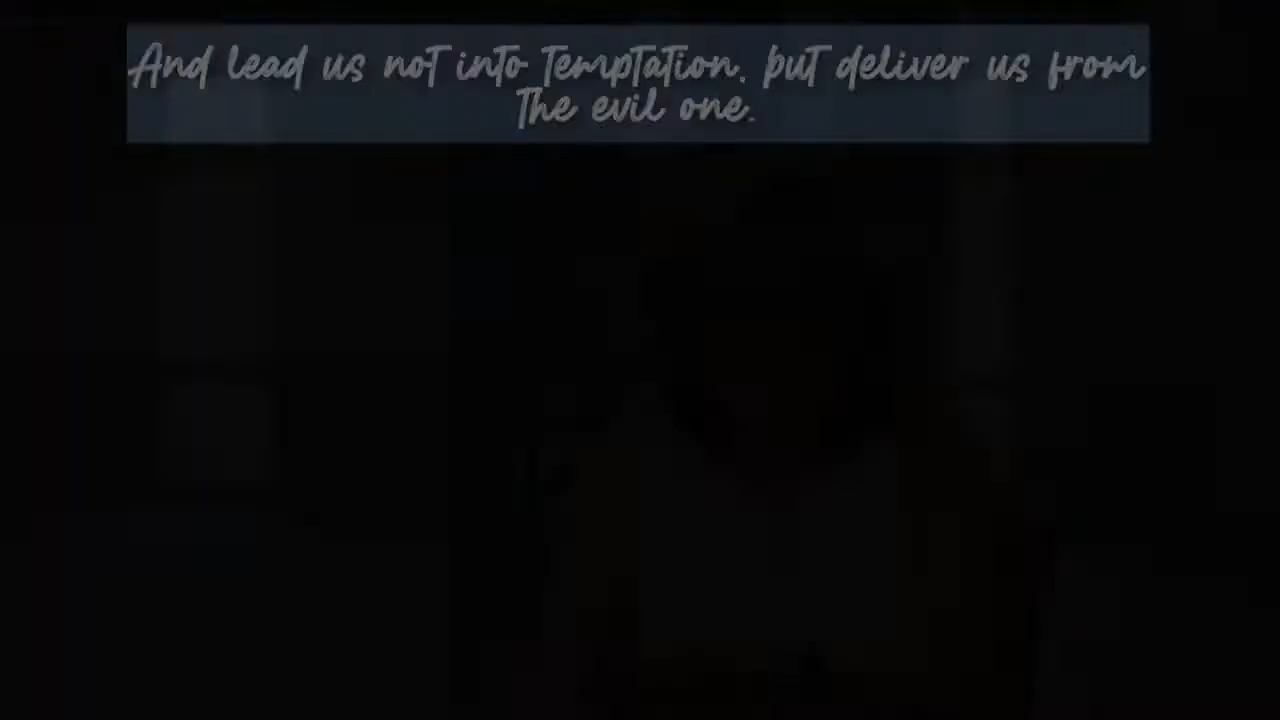 And lead us not into temptation, but deliver us from
the evil one.